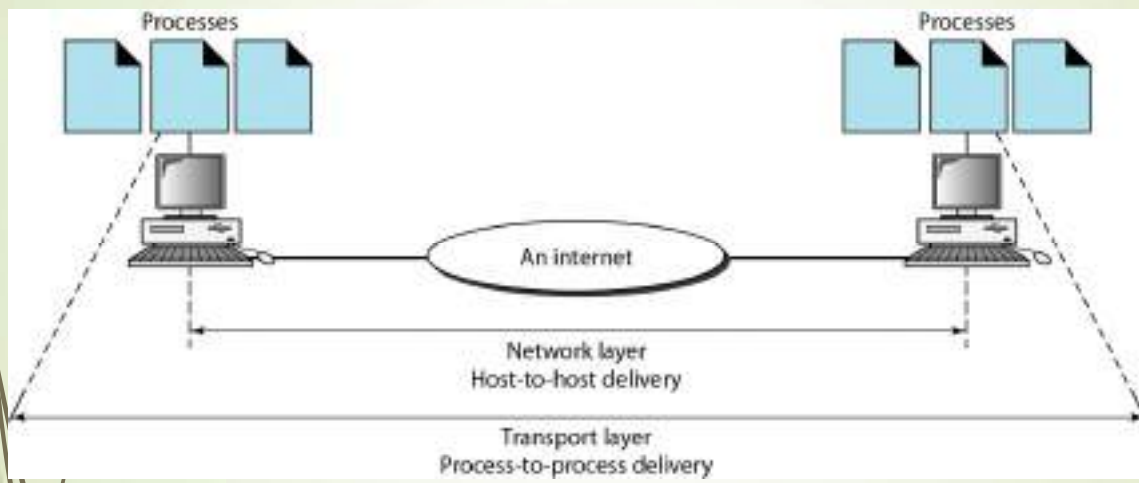 Processes
Processes
An internet
Network layer
Host-to-host delivery
Transport layer
Process-to-process delivery